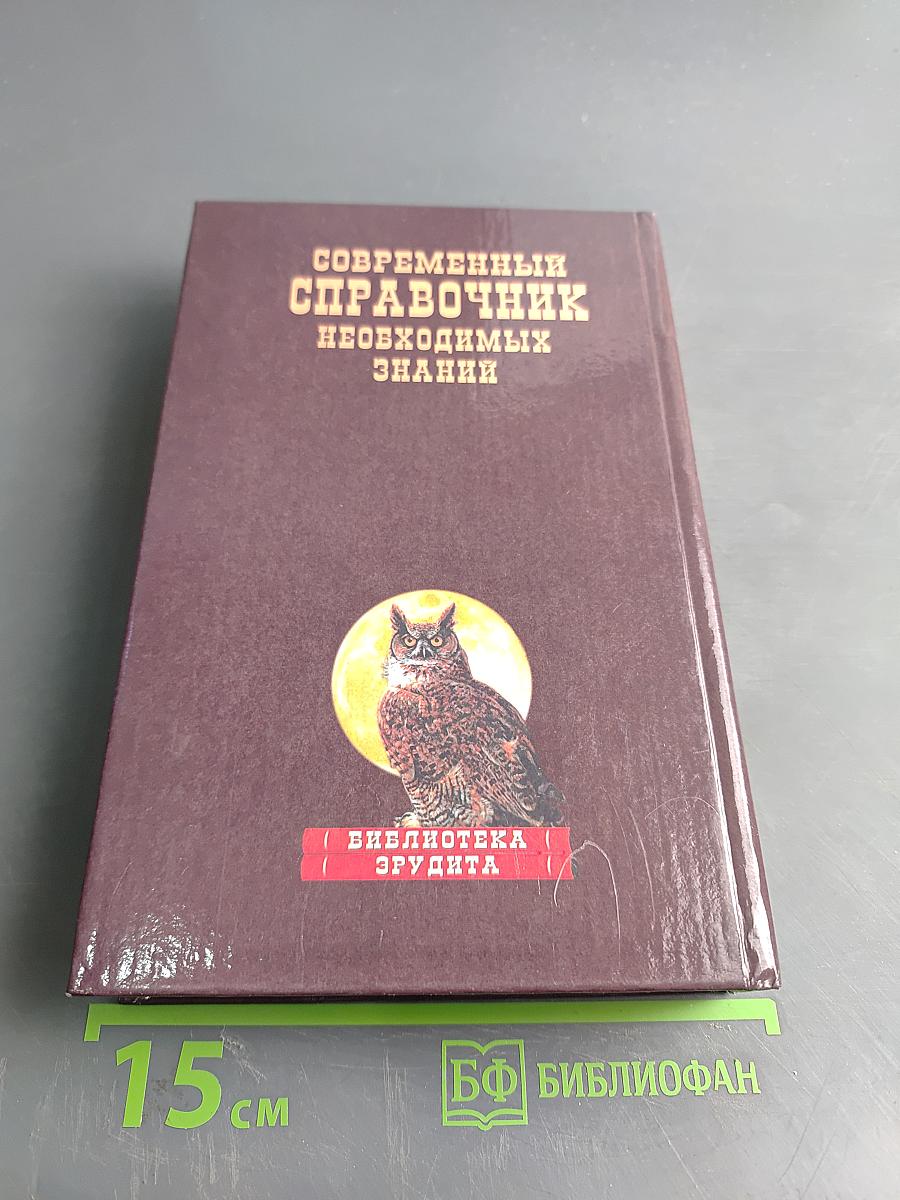 СОВРЕМЕННЫЙ
СПРАВОЧНИК
НЕОБХОДИМЫХ
ЗНАНИЙ
БИБЛИОТЕКА
ЭРУДИТА
15 см
БФ БИБЛИОФАН